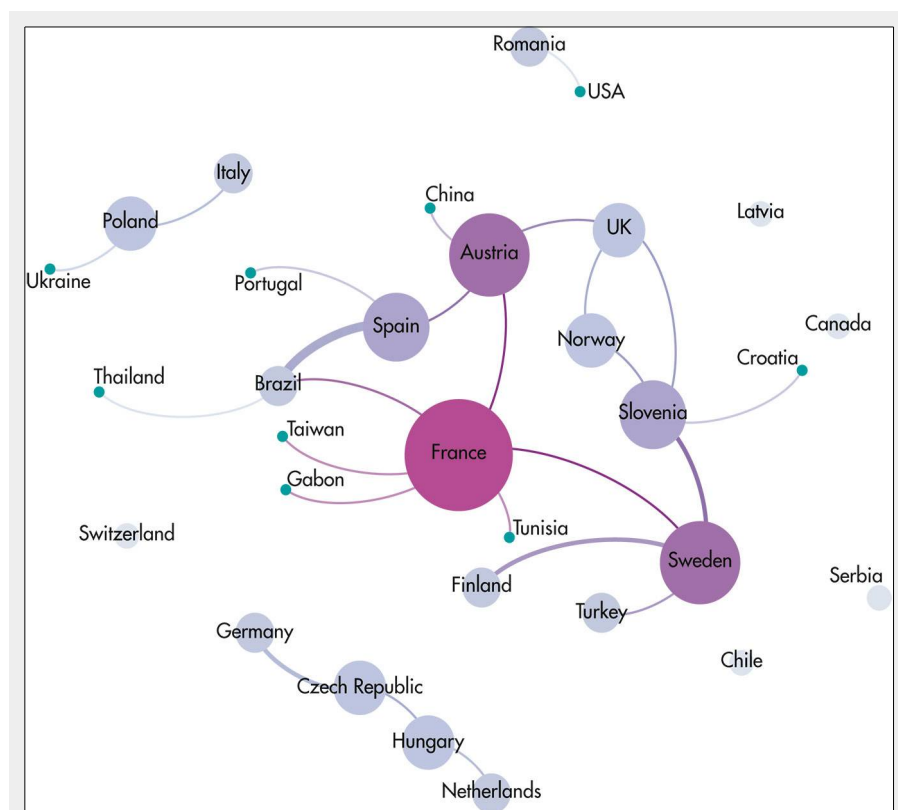 Romania
USA
Italy
China
Latvia
Poland
UK
Austria
Ukraine
Portugal
Spain
Canada
Norway
Croatia
Thailand
Brazil
Slovenia
Taiwan
France
Gabon
Switzerland
Tunisia
Sweden
Serbia
Finland
Turkey
Germany
Chile
Czech Republic
Hungary
Netherlands